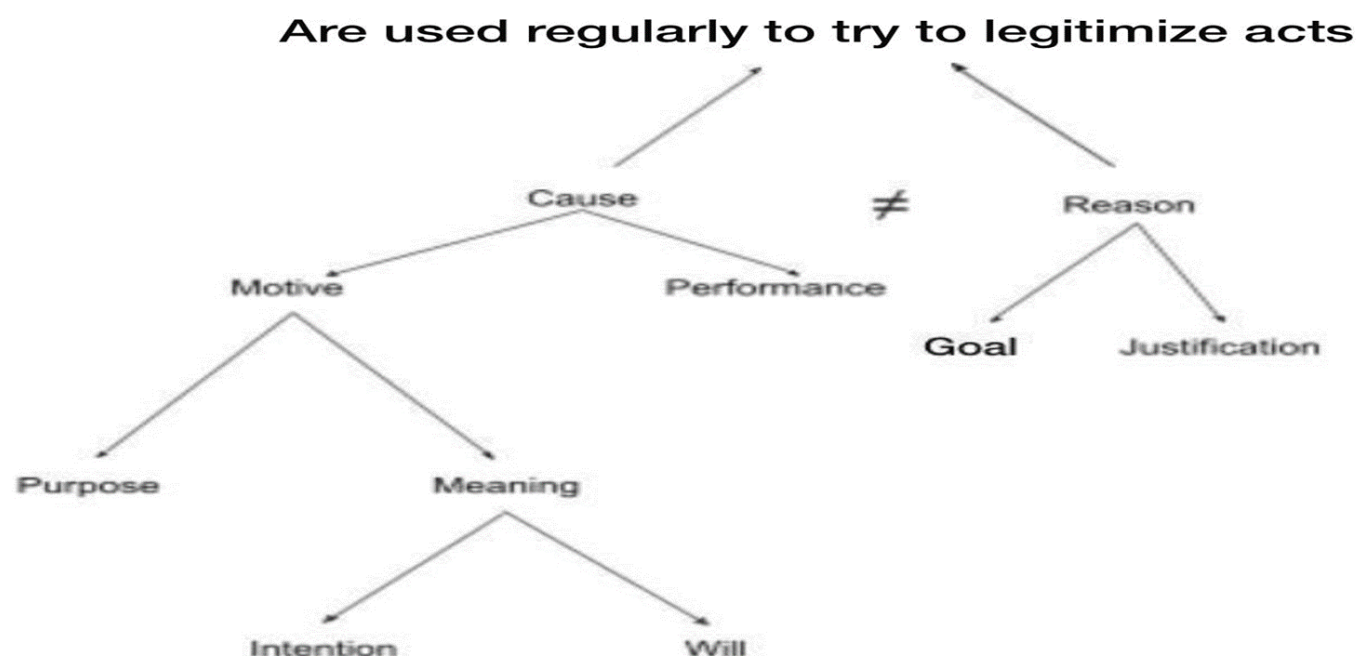 Are used regularly to try to legitimize acts
Cause ≠ Reason
Motive Performance
Goal Justification
Purpose Meaning
Intention Will